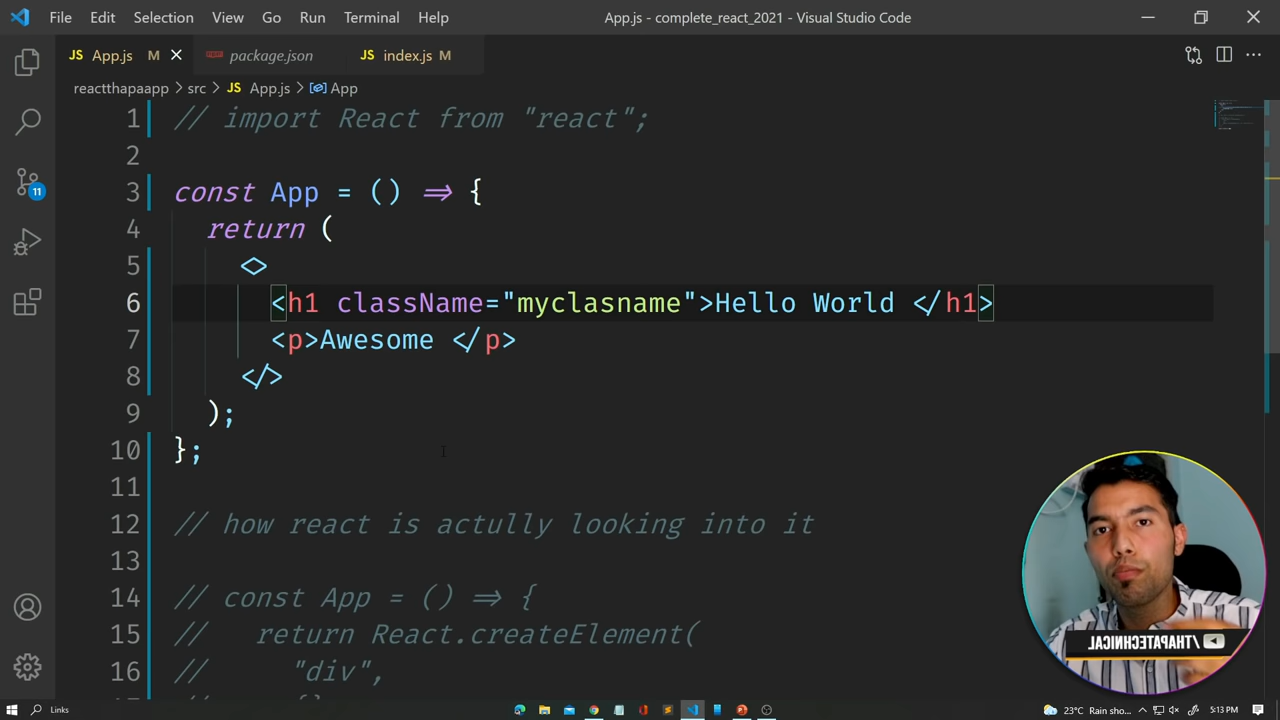 File Edit Selection View Go Run Terminal Help
App.js - complete_react_2021 - Visual Studio Code
JS App.js M
package.json
JS index.js M
reactthapaapp > src > JS App.js > App
1 // import React from "react";
2
3 const App = () => {
4 return (
5 <>
6 <h1 className="myclasname">Hello World </h1>
7 <p>Awesome </p>
8 </>
9 );
10 };
11
12 // how react is actully looking into it
13
14 // const App = () => {
15 // return React.createElement(
16 // "div",
11
/THAPATECHNICAL
Links
23°C Rain sho...
5:13 PM